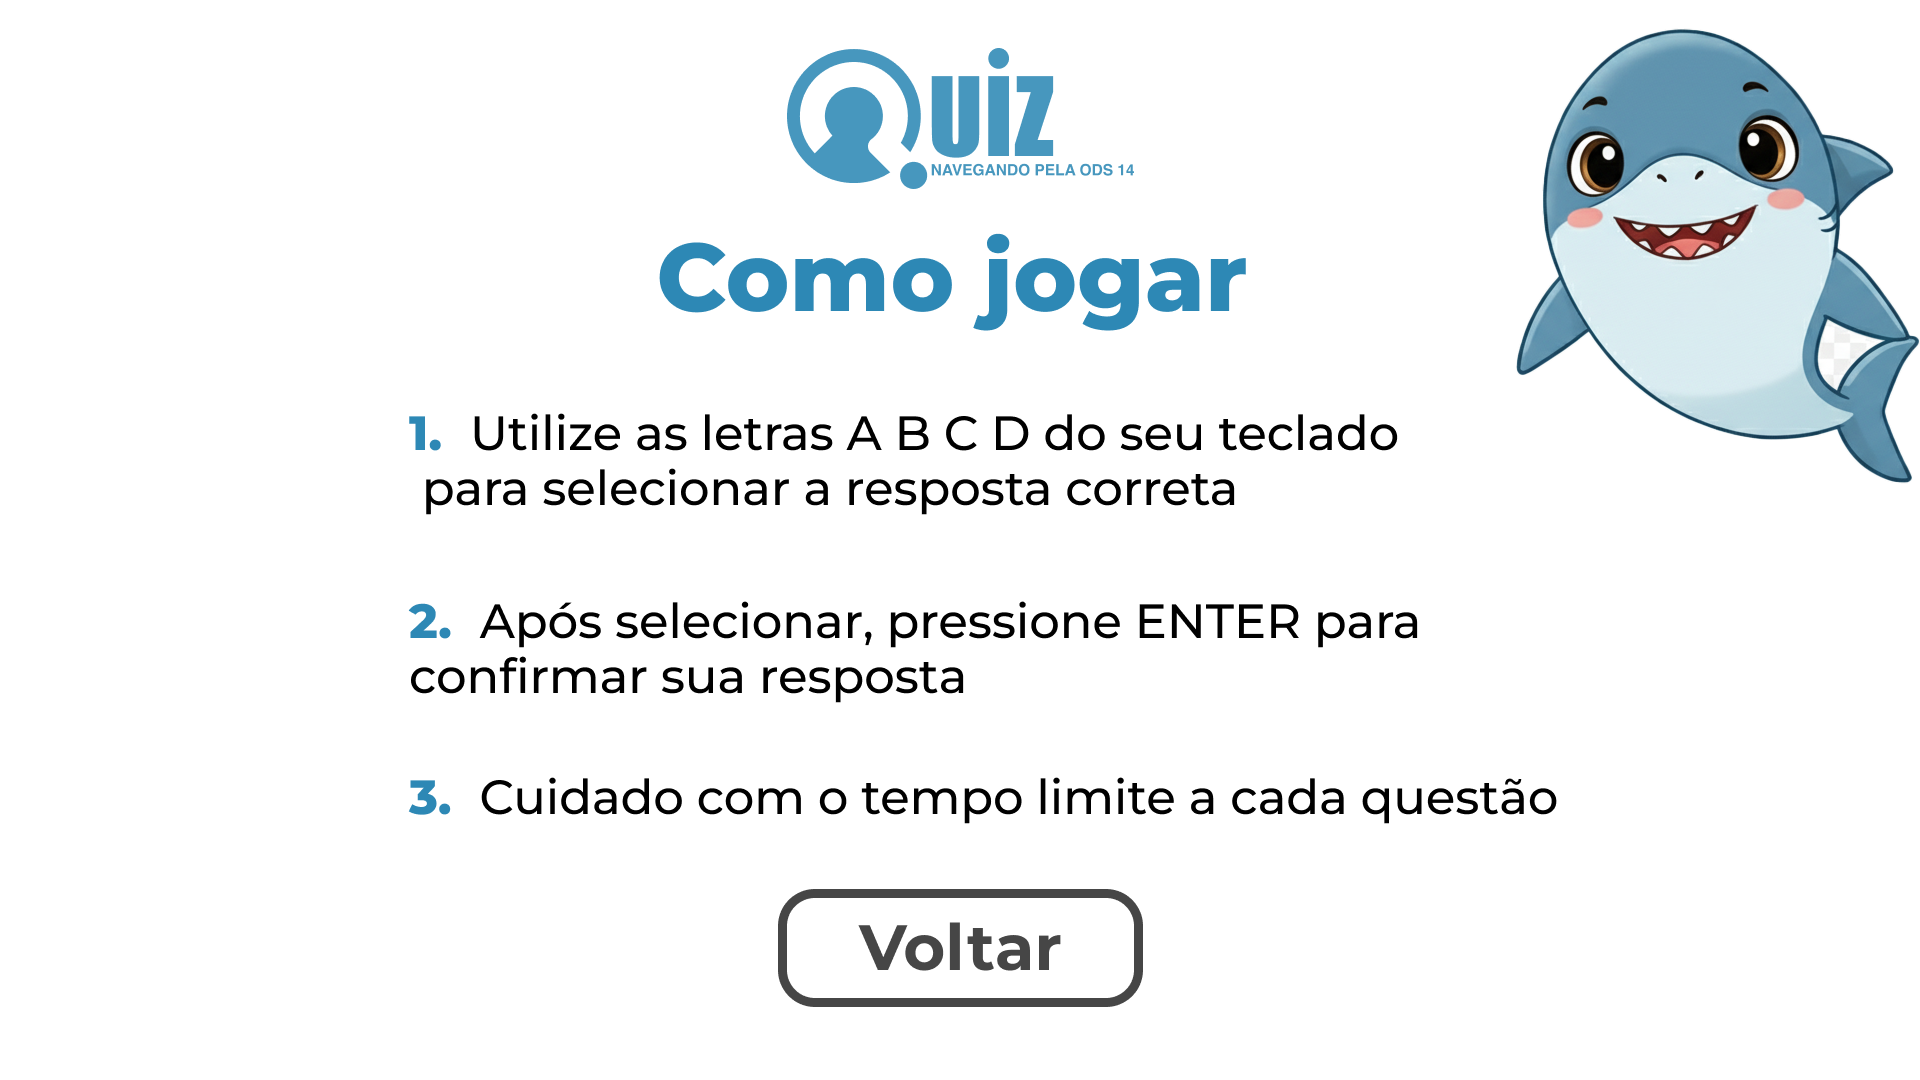 QUIZ
NAVEGANDO PELA ODS 14
Como jogar
1. Utilize as letras A B C D do seu teclado
para selecionar a resposta correta
2. Após selecionar, pressione ENTER para
confirmar sua resposta
3. Cuidado com o tempo limite a cada questão
Voltar